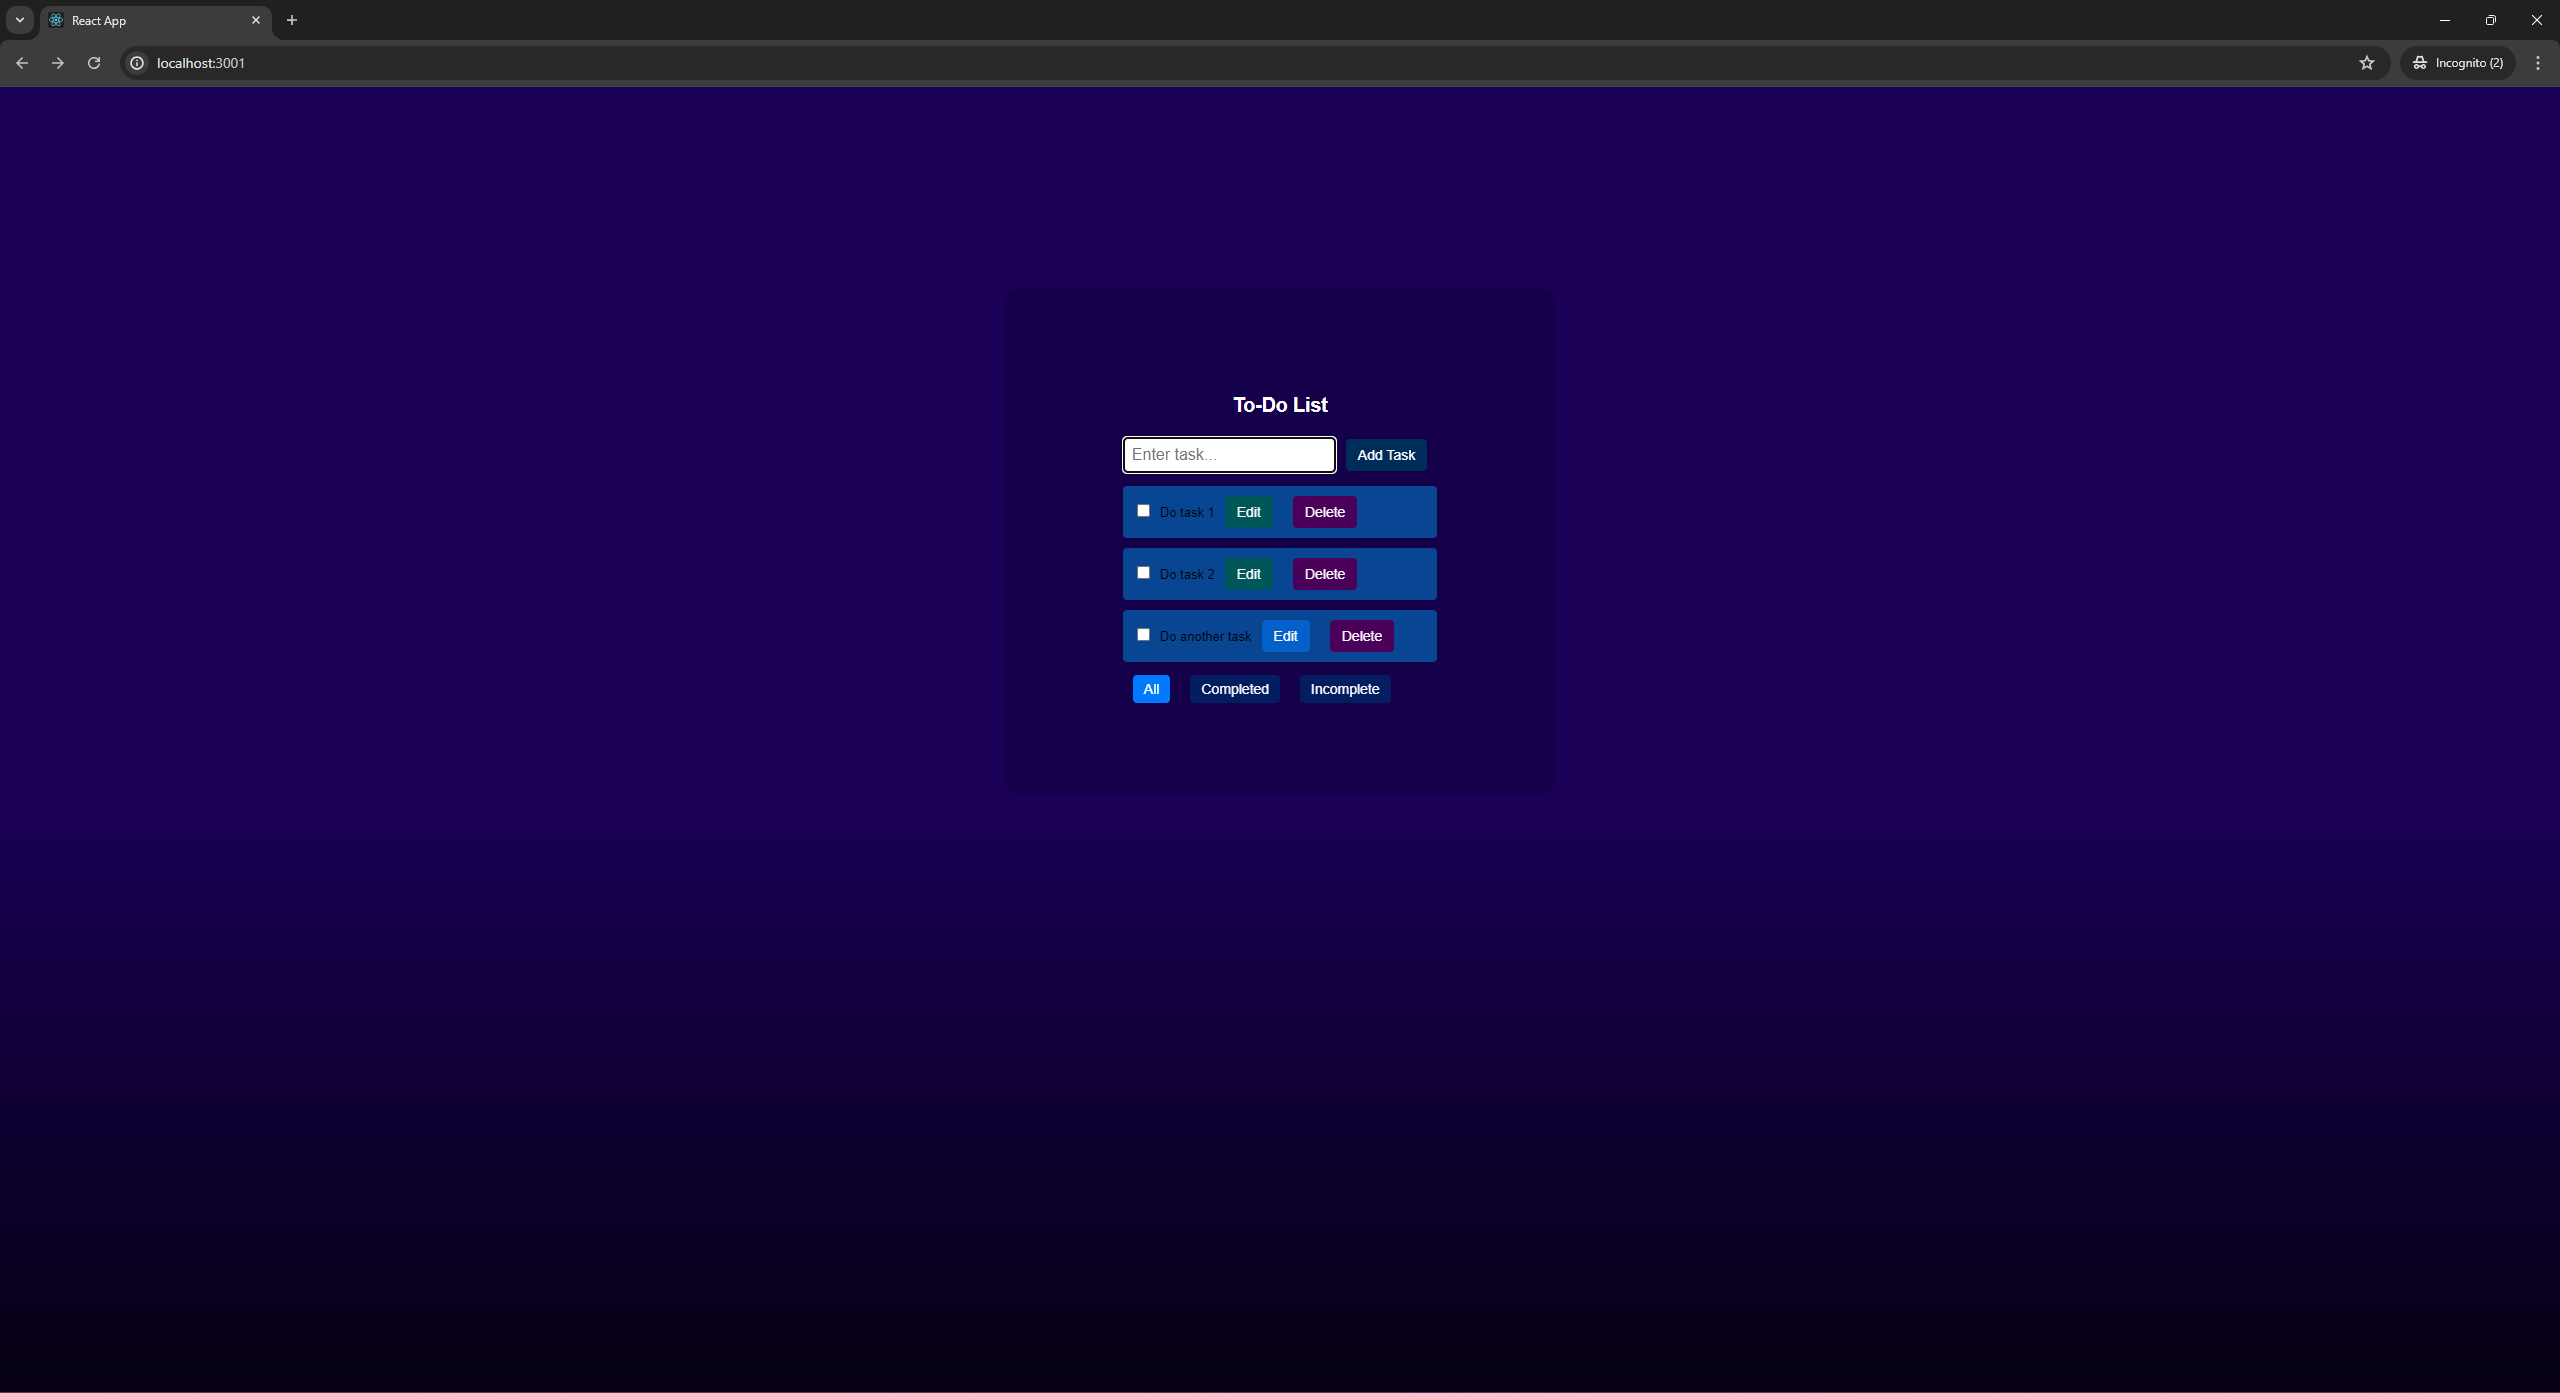 React App
localhost:3001
Incognito (2)
To-Do List
Enter task...
Add Task
Do task 1
Edit
Delete
Do task 2
Edit
Delete
Do another task
Edit
Delete
All
Completed
Incomplete